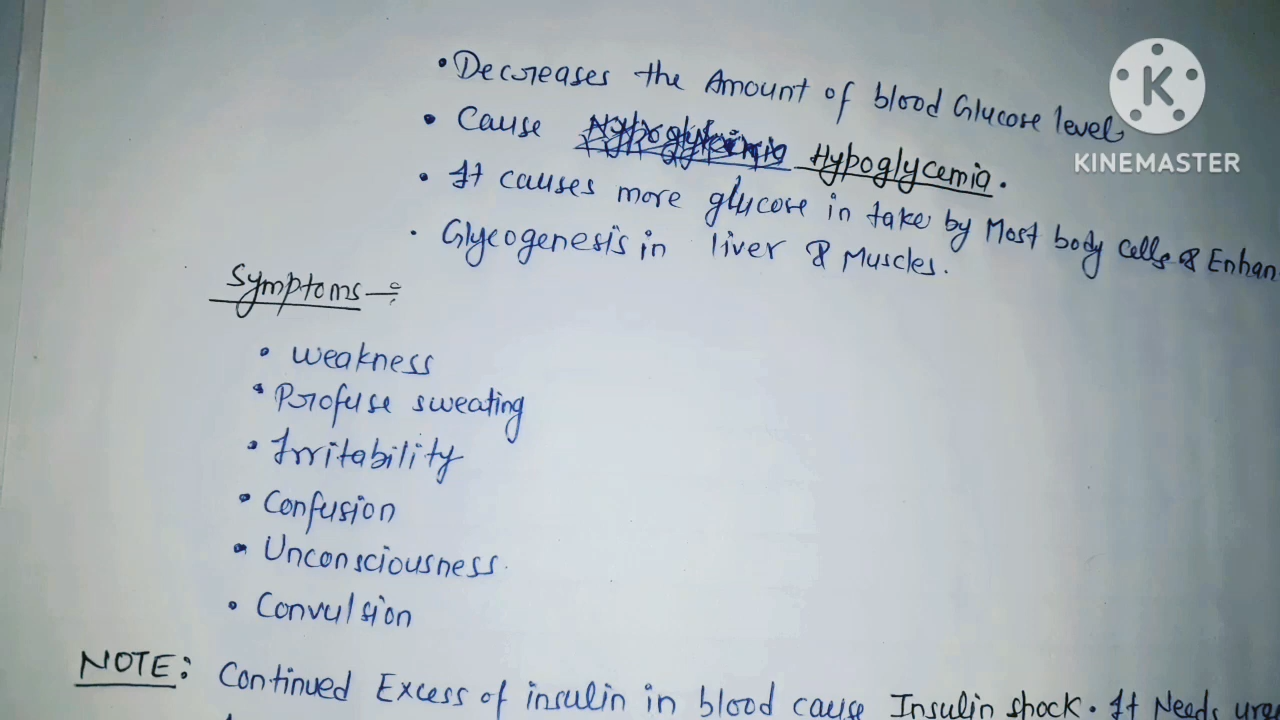 • Decreases the Amount of blood Glucose level
• Cause Hypoglycemia.
• It causes more glucose in take by Most body cells & Enhan
• Glycogenesis in liver & Muscles.
Symptoms :
• Weakness
• Profuse sweating
• Irritability
• Confusion
• Unconsciousness
• Convulsion
NOTE: Continued Excess of insulin in blood cause Insulin shock. It Needs
K
KINEMASTER